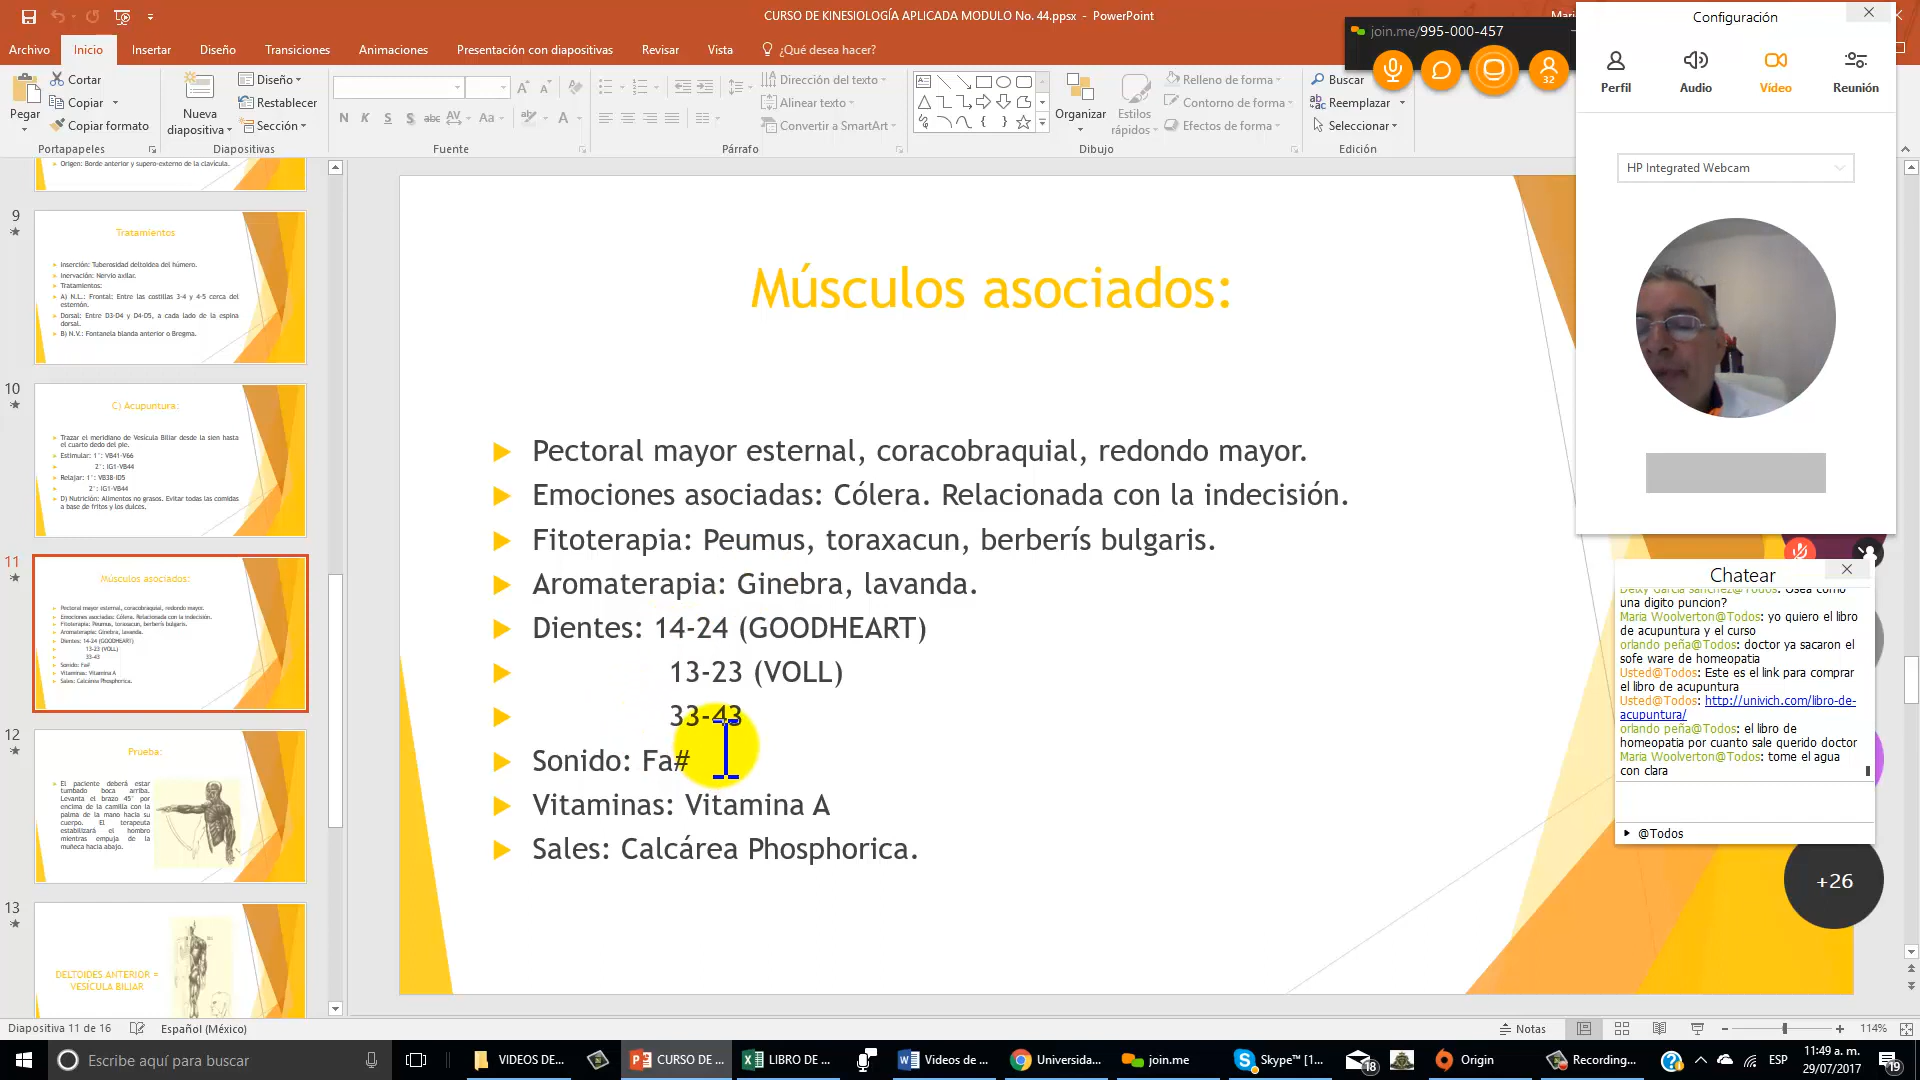 CURSO DE KINESIOLOGÍA APLICADA MODULO No. 44.ppsx - PowerPoint
Archivo Inicio Insertar Diseño Transiciones Animaciones Presentación con diapositivas Revisar Vista ¿Qué desea hacer?
Pegar
Cortar
Copiar
Copiar formato
Portapapeles
Nueva diapositiva
Diseño
Restablecer
Sección
Diapositivas
N K S S abc AV Aa A
Fuente
Dirección del texto
Alinear texto
Convertir a SmartArt
Párrafo
Organizar
Estilos rápidos
Relleno de forma
Contorno de forma
Efectos de forma
Dibujo
Buscar
Reemplazar
Seleccionar
Edición
join.me/995-000-457
32
Configuración
Perfil Audio Vídeo Reunión
HP Integrated Webcam
Origen: Borde anterior y supero-externo de la clavícula.
9
Tratamientos
Inserción: Tuberosidad deltoidea del húmero.
Inervación: Nervio axilar.
Tratamientos:
A) N.L.: Frontal: Entre las costillas 3-4 y 4-5 cerca del
esternón.
Dorsal: Entre D3-D4 y D4-D5, a cada lado de la espina
dorsal.
B) N.V.: Fontanela blanda anterior o Bregma.
10
C) Acupuntura:
Trazar el meridiano de Vesícula Biliar desde la sien hasta
el cuarto dedo del pie.
Estimular: 1°: VB41-V66
2°: IG1-VB44
Relajar: 1°: VB38-ID5
2°: IG1-VB44
D) Nutrición: Alimentos no grasos. Evitar todas las comidas
a base de fritos y los dulces.
11
Músculos asociados:
Pectoral mayor esternal, coracobraquial, redondo mayor.
Emociones asociadas: Cólera. Relacionada con la indecisión.
Fitoterapia: Peumus, toraxacun, berberís bulgaris.
Aromaterapia: Ginebra, lavanda.
Dientes: 14-24 (GOODHEART)
13-23 (VOLL)
33-43
Sonido: Fa#
Vitaminas: Vitamina A
Sales: Calcárea Phosphorica.
12
Prueba:
El paciente deberá estar
tumbado boca arriba.
Levanta el brazo 45° por
encima de la camilla con la
palma de la mano hacia su
cuerpo. El terapeuta
estabilizará el hombro
mientras empuja de la
muñeca hacia abajo.
13
DELTOIDES ANTERIOR =
VESÍCULA BILIAR
Músculos asociados:
Pectoral mayor esternal, coracobraquial, redondo mayor.
Emociones asociadas: Cólera. Relacionada con la indecisión.
Fitoterapia: Peumus, toraxacun, berberís bulgaris.
Aromaterapia: Ginebra, lavanda.
Dientes: 14-24 (GOODHEART)
13-23 (VOLL)
33-43
Sonido: Fa#
Vitaminas: Vitamina A
Sales: Calcárea Phosphorica.
Chatear
una digito puncion?
Maria Woolverton@Todos: yo quiero el libro
de acupuntura y el curso
orlando peña@Todos: doctor ya sacaron el
sofe ware de homeopatia
Usted@Todos: Este es el link para comprar
el libro de acupuntura
Usted@Todos: http://univich.com/libro-de-
acupuntura/
orlando peña@Todos: el libro de
homeopatia por cuanto sale querido doctor
Maria Woolverton@Todos: tome el agua
con clara
@Todos
+26
Diapositiva 11 de 16 Español (México) Notas 114%
Escribe aquí para buscar
VIDEOS DE... CURSO DE ... LIBRO DE ... Videos de ... Universida... join.me Skype™ [1... 18 Origin Recording... ESP
11:49 a. m.
29/07/2017
19